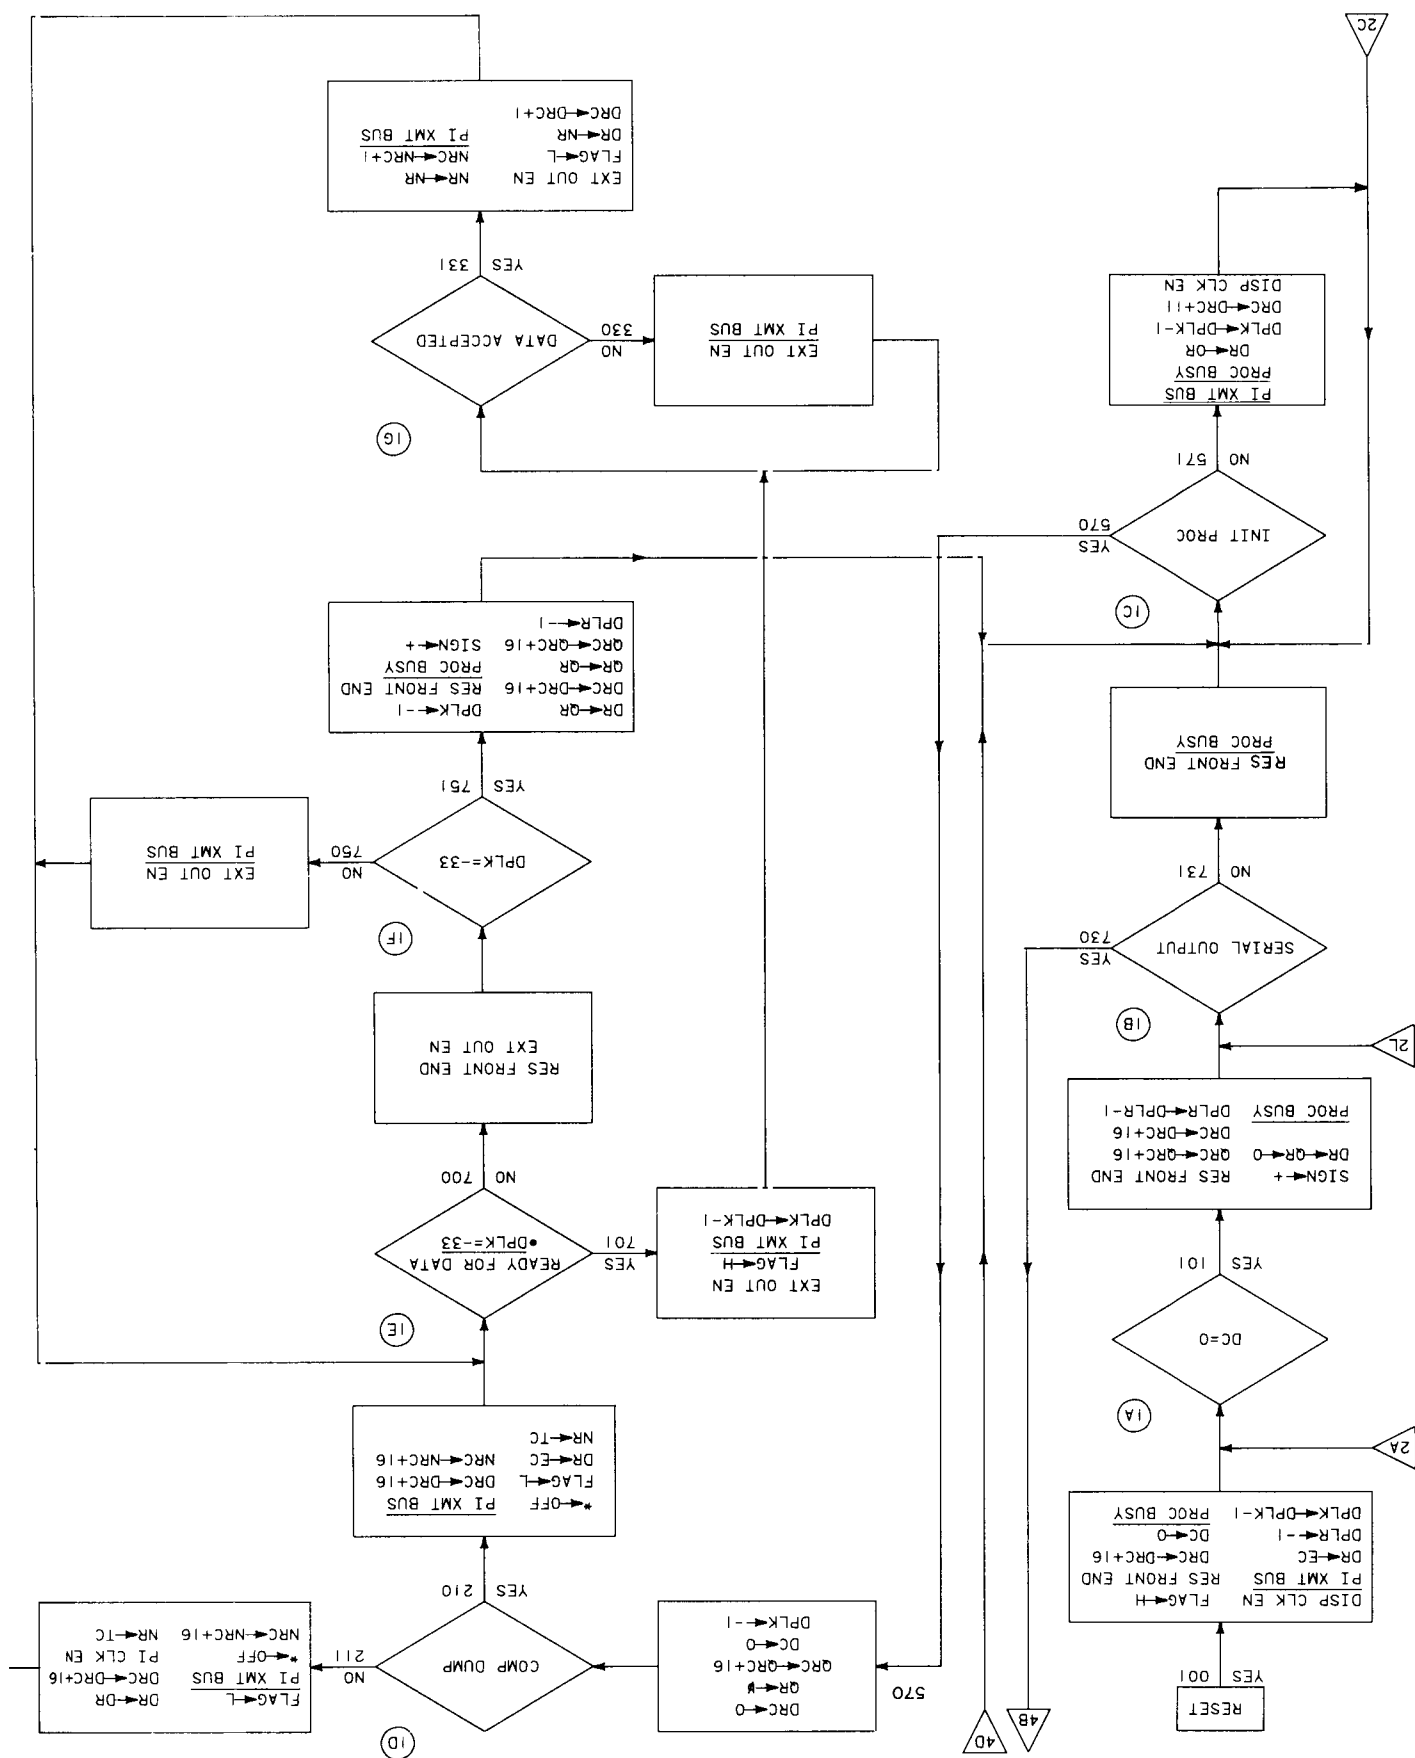 RESET
YES 001
DISP CLK EN FLAG←H
PI XMT BUS RES FRONT END
DR←EC DRC←DRC+16
DPLR←-1 DC←0
DPLK←DPLK-1 PROC BUSY
2A
1A
DC=0
YES 101
SIGN←+ RES FRONT END
DR←QR←0 QRC←QRC+16
DRC←DRC+16
PROC BUSY DPLR←DPLR-1
2L
1B
SERIAL OUTPUT
YES
730
NO 731
RES FRONT END
PROC BUSY
1C
INIT PROC
YES
570
NO 571
PI XMT BUS
PROC BUSY
DR←OR
DPLK←DPLK-1
DRC←DRC+11
DISP CLK EN
2C
4B
4D
570
DRC←0
QR←
QRC←QRC+16
DC←0
DPLK←-1
1D
COMP DUMP
NO
211
FLAG←L DR←DR
PI XMT BUS DRC←DRC+16
*←OFF PI CLK EN
NRC←NRC+16 NR←TC
YES 210
*←OFF PI XMT BUS
FLAG←L DRC←DRC+16
DR←EC NRC←NRC+16
NR←TC
1E
READY FOR DATA
•DPLK=-33
YES
701
EXT OUT EN
FLAG←H
PI XMT BUS
DPLK←DPLK-1
NO 700
RES FRONT END
EXT OUT EN
1F
DPLK=-33
NO
750
EXT OUT EN
PI XMT BUS
YES 751
DR←QR DPLK←-1
DRC←DRC+16 RES FRONT END
QR←QR PROC BUSY
QRC←QRC+16 SIGN←+
DPLR←-1
1G
DATA ACCEPTED
NO
330
EXT OUT EN
PI XMT BUS
YES 331
EXT OUT EN NR←NR
FLAG←L NRC←NRC+1
DR←NR PI XMT BUS
DRC←DRC+1